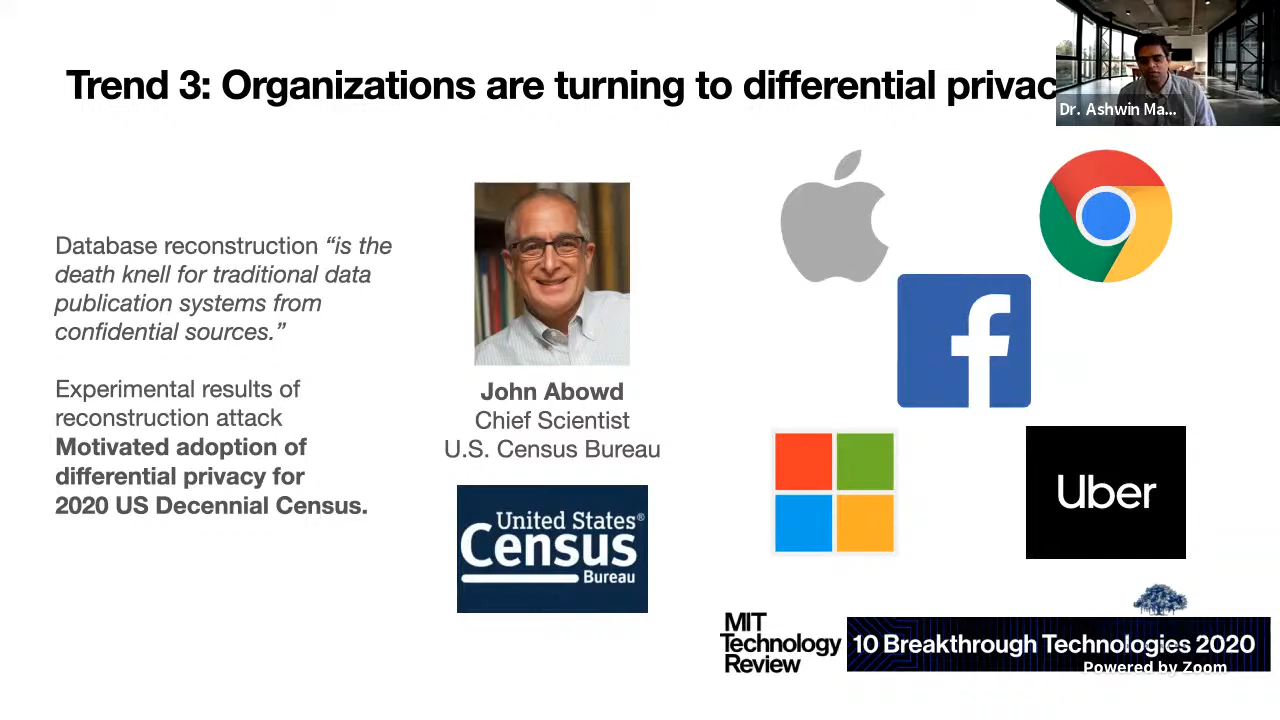 Trend 3: Organizations are turning to differential privac
Dr. Ashwin Ma...
Database reconstruction “is the
death knell for traditional data
publication systems from
confidential sources.”
Experimental results of
reconstruction attack
Motivated adoption of
differential privacy for
2020 US Decennial Census.
John Abowd
Chief Scientist
U.S. Census Bureau
United States®
Census
Bureau
Uber
MIT
Technology
Review
10 Breakthrough Technologies 2020
Powered by Zoom